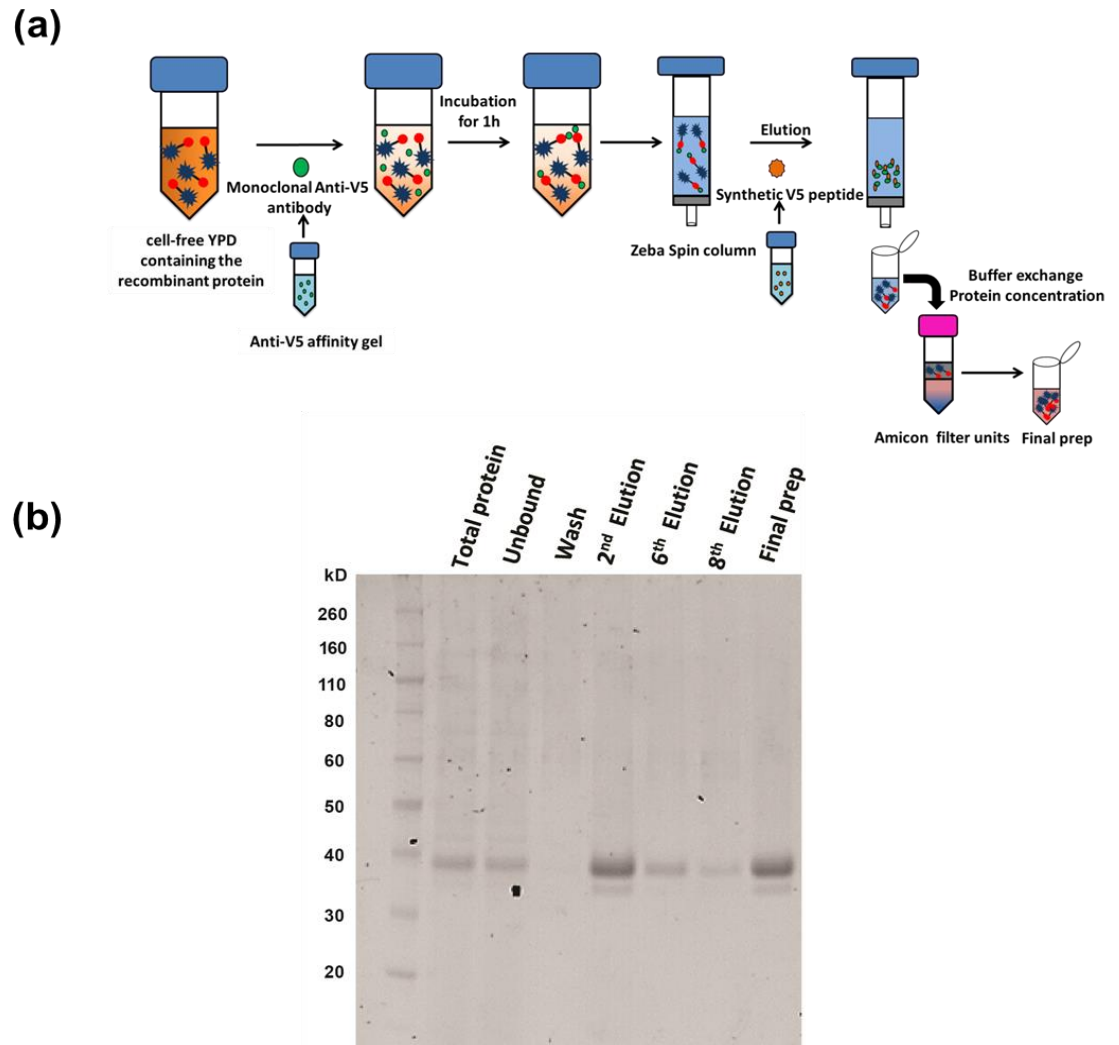 (a)
Incubation
for 1h
Elution
Monoclonal Anti-V5
antibody
Synthetic V5 peptide
cell-free YPD
containing the
recombinant protein
Zeba Spin column
Anti-V5 affinity gel
Buffer exchange
Protein concentration
Amicon filter units
Final prep
(b)
Total protein
Unbound
Wash
2nd Elution
6th Elution
8th Elution
Final prep
kD
260
160
110
80
60
50
40
30
20